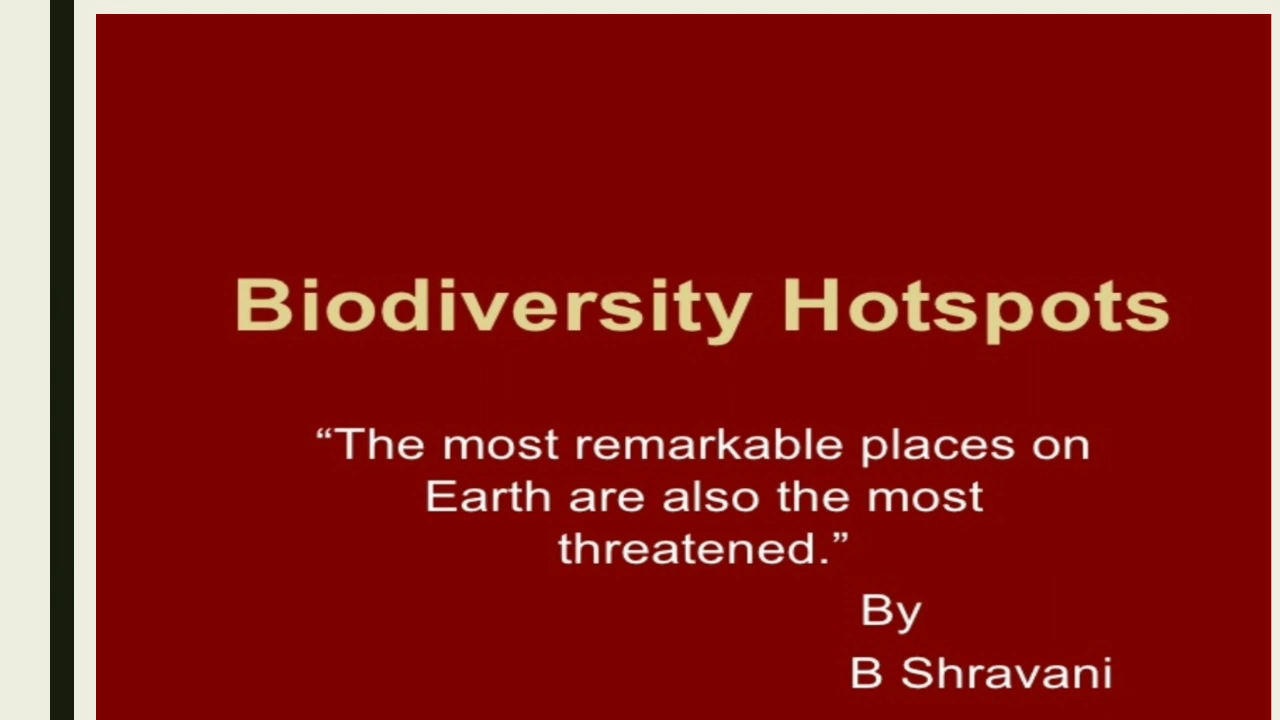 Biodiversity Hotspots
“The most remarkable places on
Earth are also the most
threatened.”
By
B Shravani